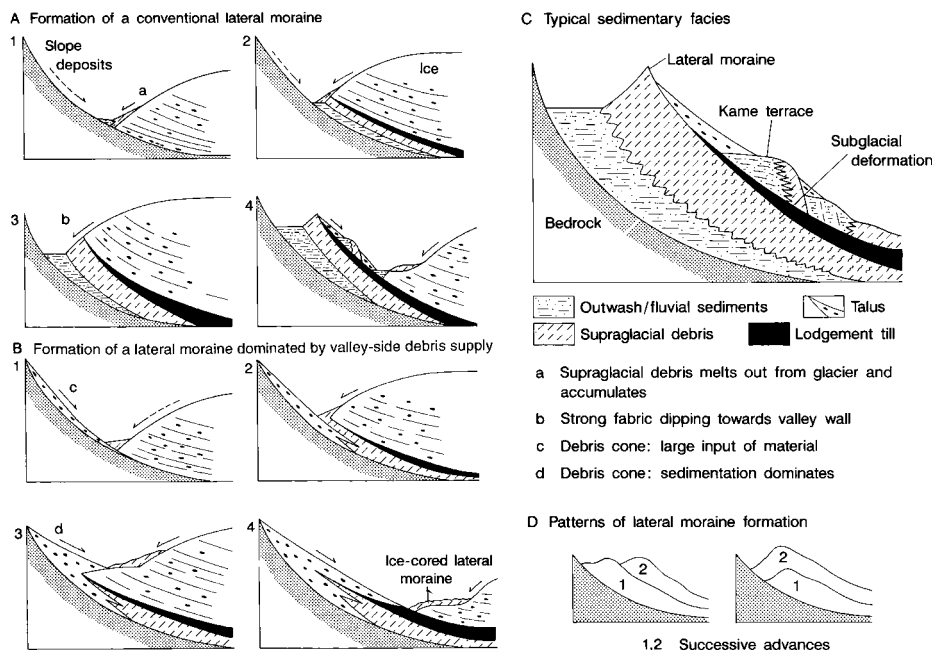 A Formation of a conventional lateral moraine
1
Slope
deposits
a
2
Ice
3
b
4
B Formation of a lateral moraine dominated by valley-side debris supply
1
c
2
3
d
4
Ice-cored lateral
moraine
C Typical sedimentary facies
Lateral moraine
Kame terrace
Subglacial
deformation
Bedrock
Outwash/fluvial sediments
Talus
Supraglacial debris
Lodgement till
a Supraglacial debris melts out from glacier and
accumulates
b Strong fabric dipping towards valley wall
c Debris cone: large input of material
d Debris cone: sedimentation dominates
D Patterns of lateral moraine formation
1
2
2
1
1.2 Successive advances